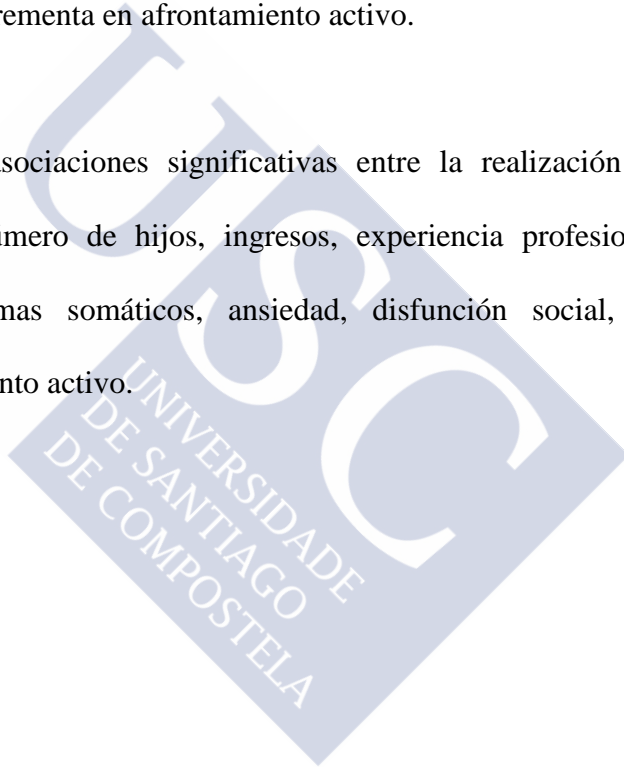 rementa en afrontamiento activo.
sociaciones significativas entre la realización
úmero de hijos, ingresos, experiencia profesio
mas somáticos, ansiedad, disfunción social,
nto activo.
USC
UNIVERSIDADE
DE SANTIAGO
DE COMPOSTELA